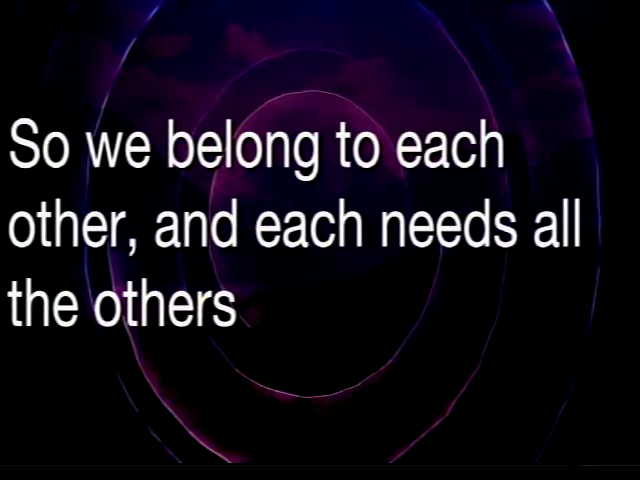 So we belong to each
other, and each needs all
the others